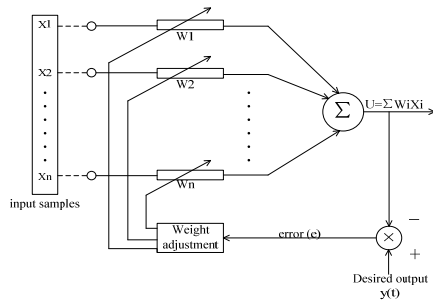 X1
W1
X2
W2
Σ
U=ΣWiXi
Xn
Wn
input samples
Weight
adjustment
error (e)
−
×
+
Desired output
y(t)